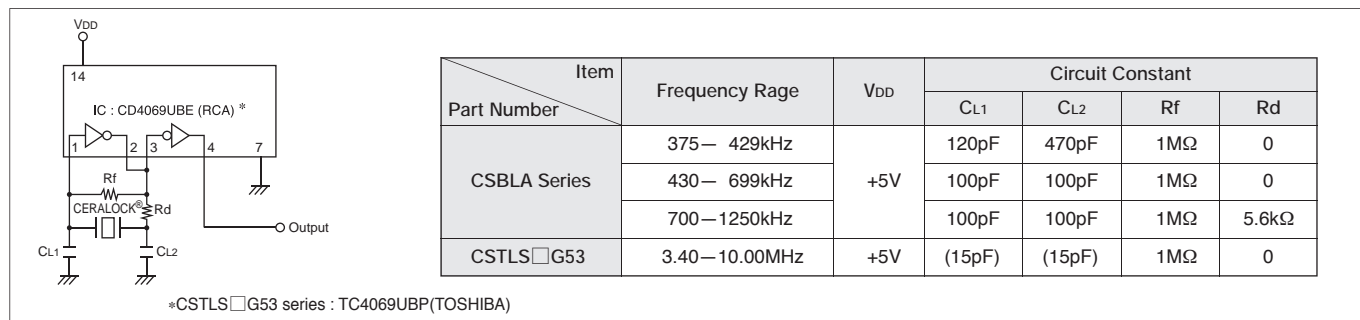 VDD
14
IC : CD4069UBE (RCA) *
1 2 3 4 7
Rf
CERALOCK® Rd
Output
CL1 CL2
*CSTLS□G53 series : TC4069UBP(TOSHIBA)
Item
Part Number
Frequency Rage
VDD
Circuit Constant
CL1 CL2 Rf Rd
CSBLA Series
375— 429kHz 120pF 470pF 1MΩ 0
430— 699kHz +5V 100pF 100pF 1MΩ 0
700—1250kHz 100pF 100pF 1MΩ 5.6kΩ
CSTLS□G53 3.40—10.00MHz +5V (15pF) (15pF) 1MΩ 0